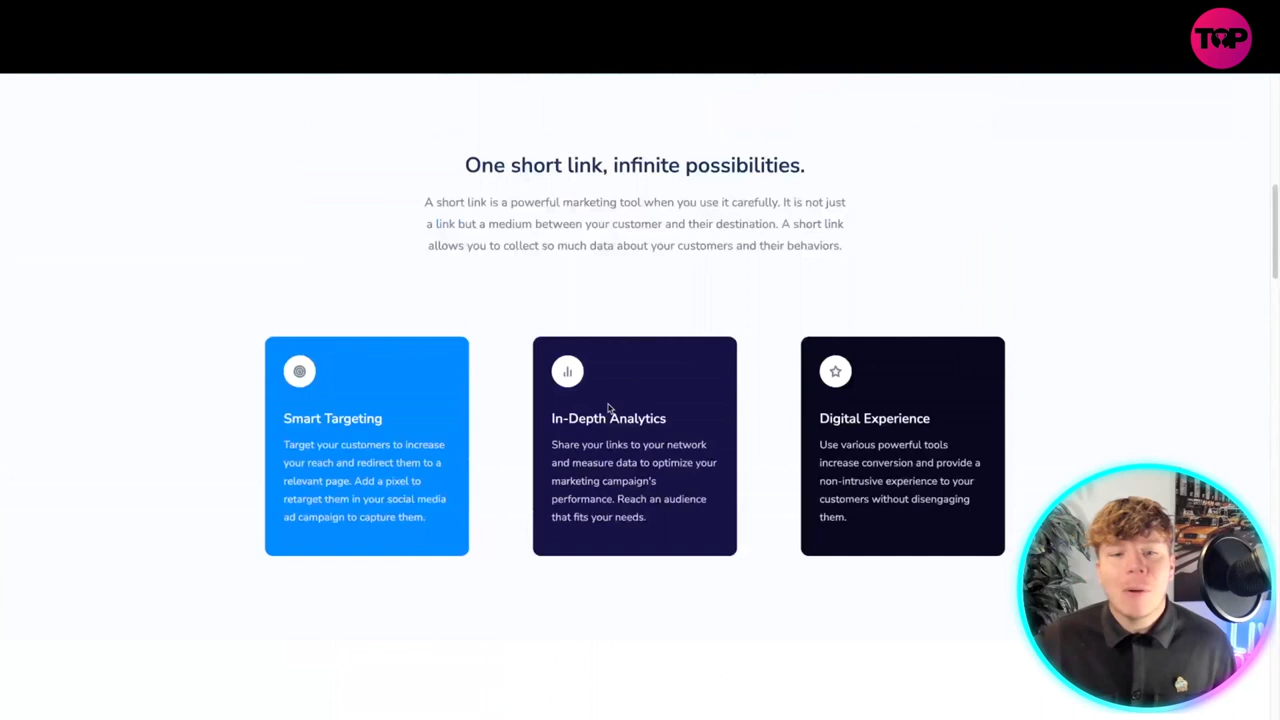 TOP
One short link, infinite possibilities.
A short link is a powerful marketing tool when you use it carefully. It is not just
a link but a medium between your customer and their destination. A short link
allows you to collect so much data about your customers and their behaviors.
Smart Targeting
Target your customers to increase
your reach and redirect them to a
relevant page. Add a pixel to
retarget them in your social media
ad campaign to capture them.
In-Depth Analytics
Share your links to your network
and measure data to optimize your
marketing campaign's
performance. Reach an audience
that fits your needs.
Digital Experience
Use various powerful tools
increase conversion and provide a
non-intrusive experience to your
customers without disengaging
them.